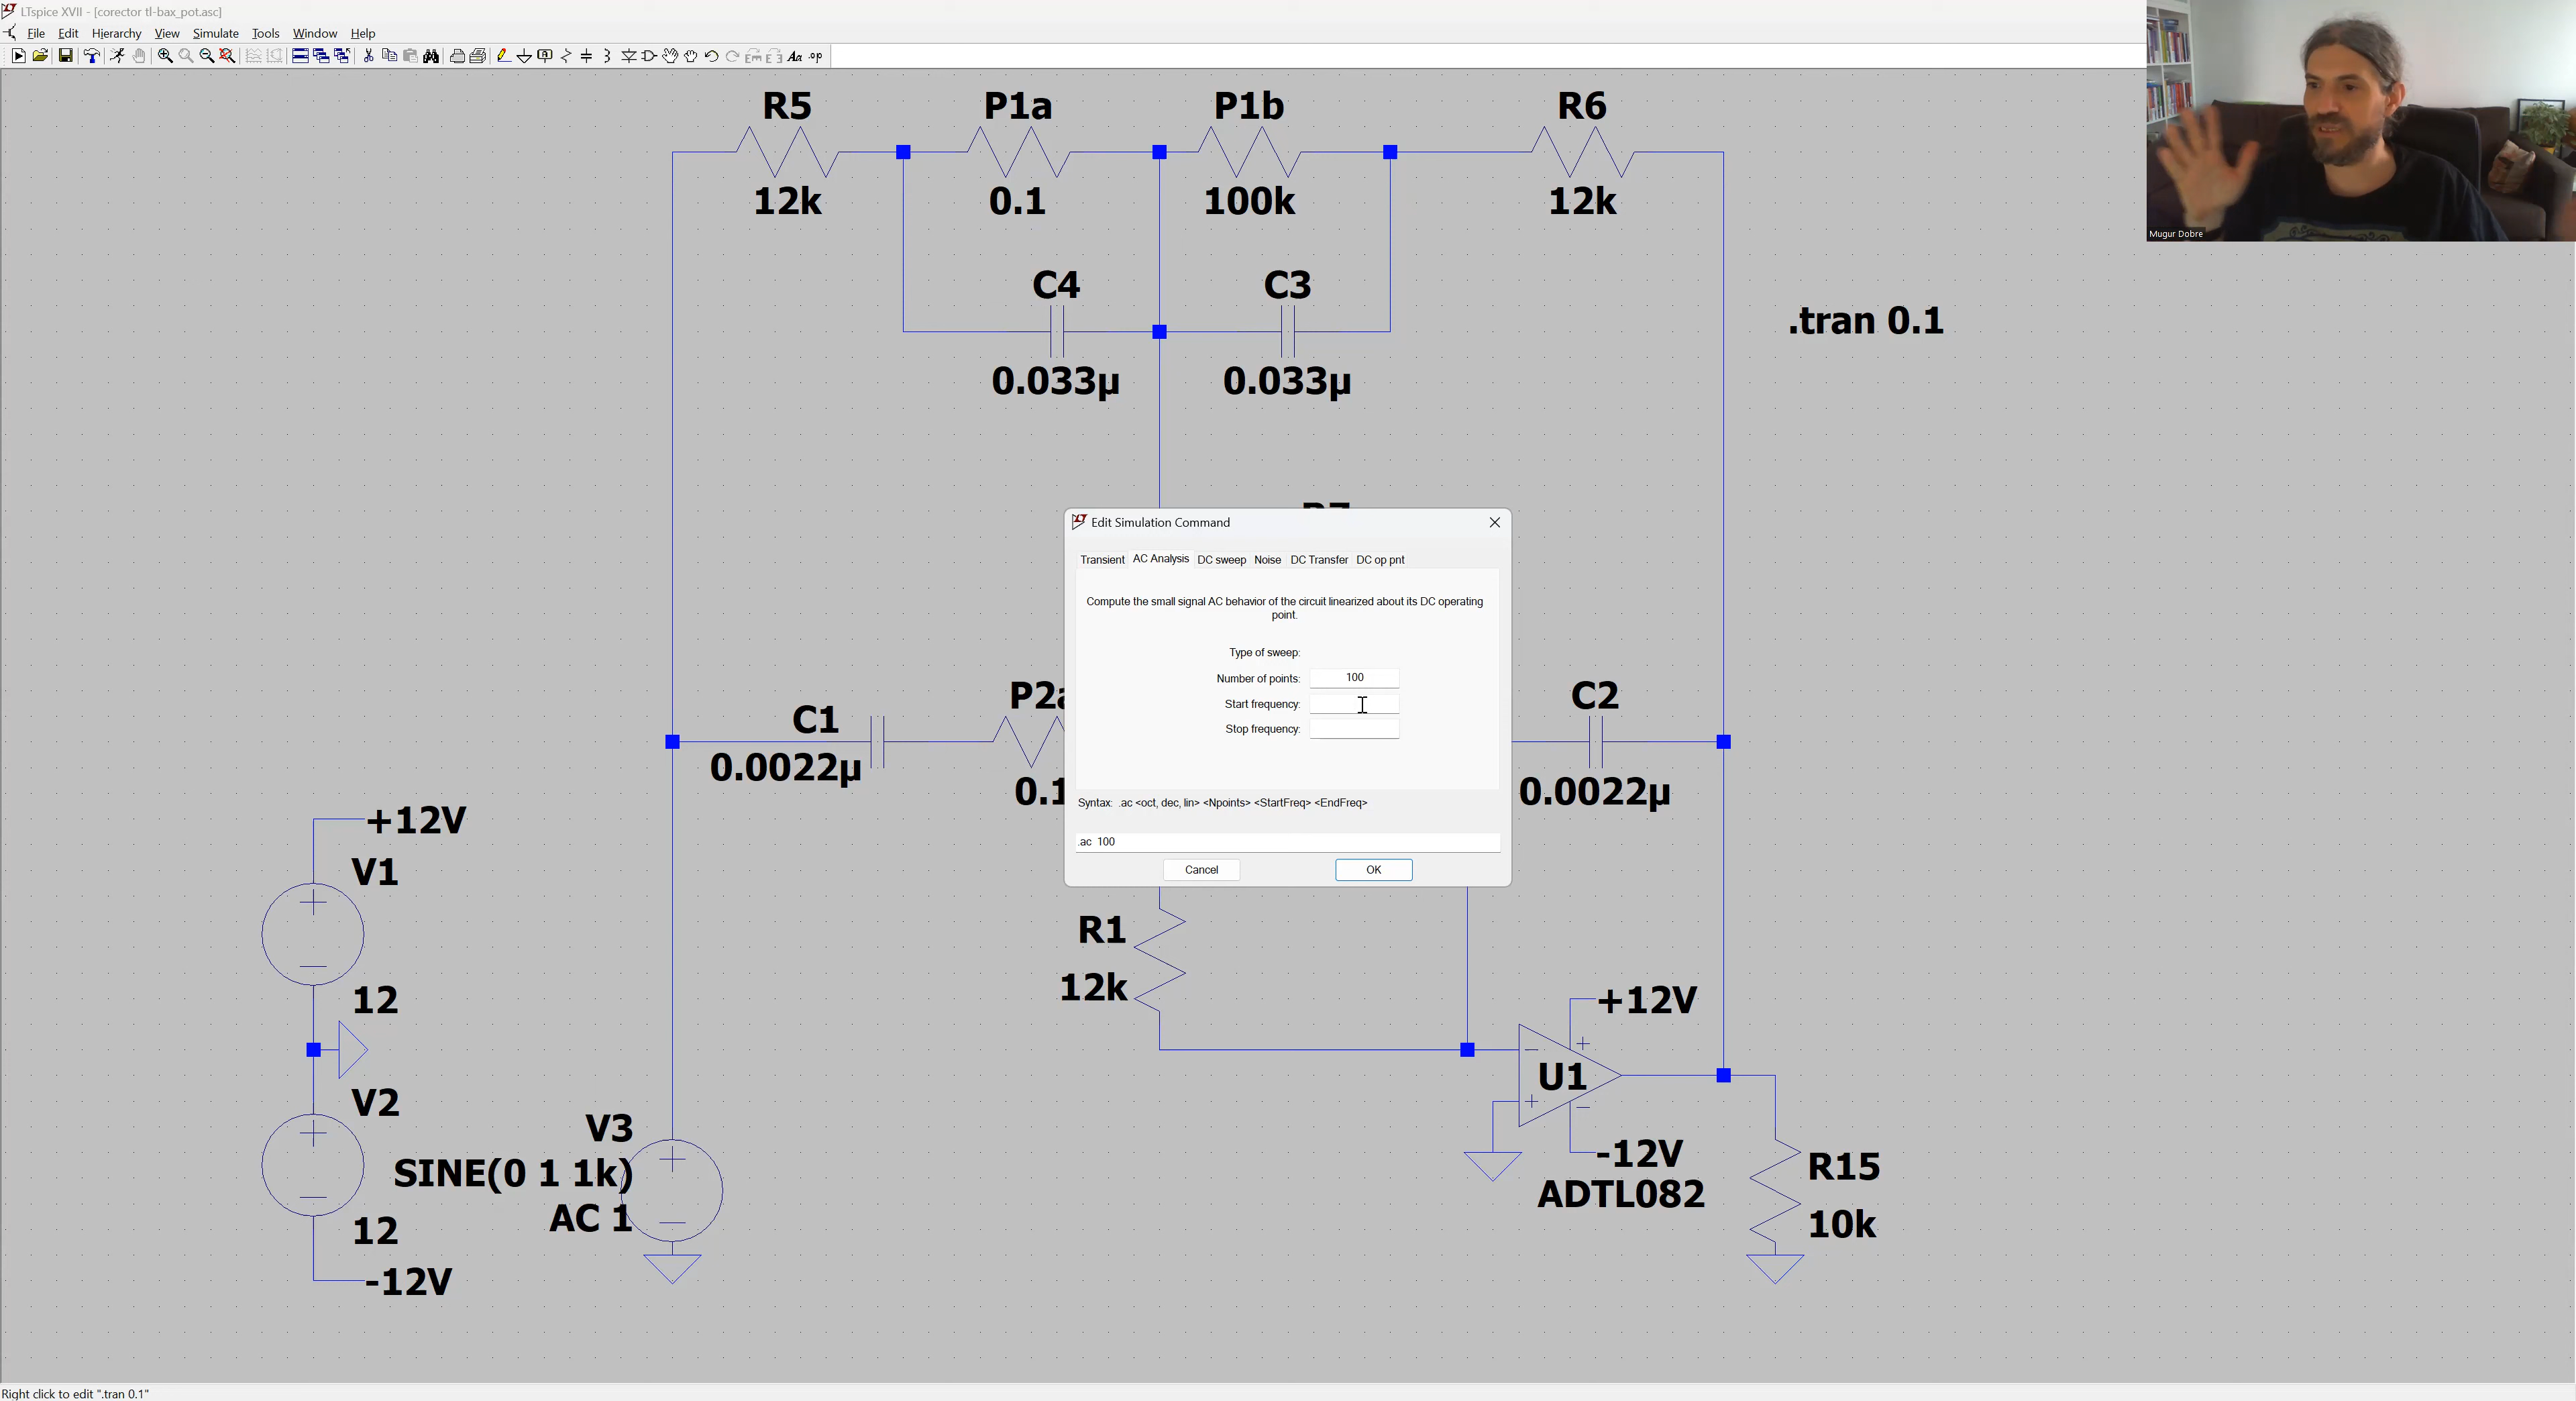 LTspice XVII - [corector tl-bax_pot.asc]
File Edit Hierarchy View Simulate Tools Window Help
Mugur Dobre
R5 P1a P1b R6
12k 0.1 100k 12k
C4 C3
.tran 0.1
0.033µ 0.033µ
Edit Simulation Command
Transient AC Analysis DC sweep Noise DC Transfer DC op pnt
Compute the small signal AC behavior of the circuit linearized about its DC operating
point.
Type of sweep:
Number of points: 100
Start frequency:
Stop frequency:
Syntax: .ac <oct, dec, lin> <Npoints> <StartFreq> <EndFreq>
.ac 100
Cancel OK
C1 C2
0.0022µ 0.0022µ
+12V
V1
12
V2
12
-12V
V3
SINE(0 1 1k)
AC 1
R1
12k
+12V
U1
-12V
ADTL082
R15
10k
Right click to edit ".tran 0.1"